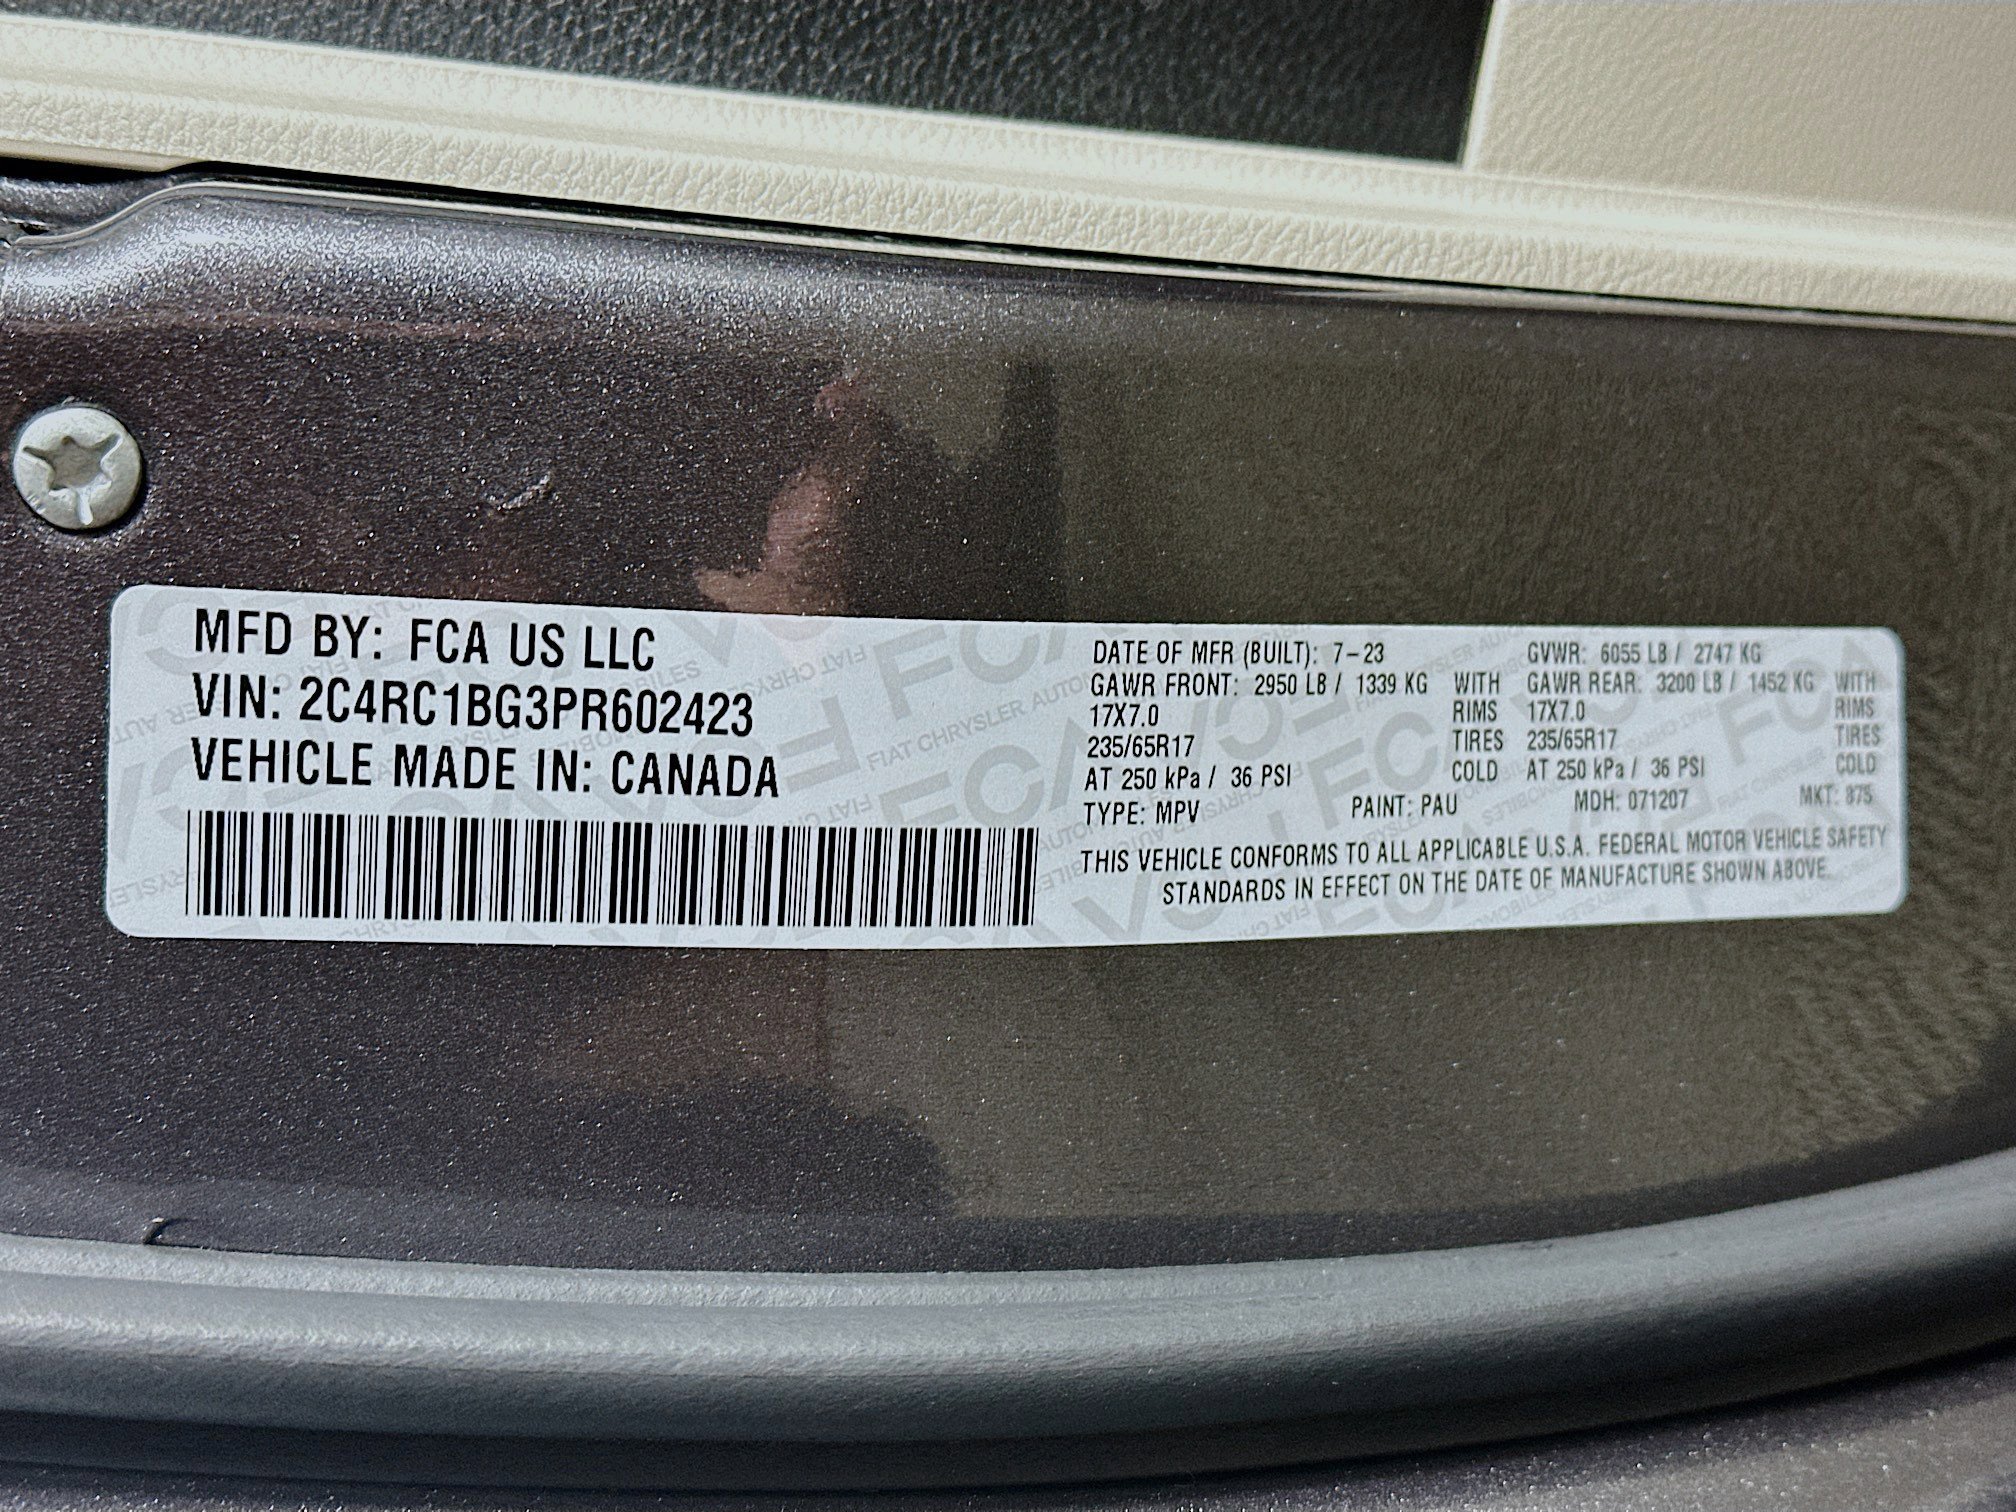 MFD BY: FCA US LLC
VIN: 2C4RC1BG3PR602423
VEHICLE MADE IN: CANADA
DATE OF MFR (BUILT): 7-23 GVWR: 6055 LB / 2747 KG
GAWR FRONT: 2950 LB / 1339 KG WITH GAWR REAR: 3200 LB / 1452 KG WITH
17X7.0 RIMS 17X7.0 RIMS
235/65R17 TIRES 235/65R17 TIRES
AT 250 kPa / 36 PSI COLD AT 250 kPa / 36 PSI COLD
TYPE: MPV PAINT: PAU MDH: 071207 MKT: 875
THIS VEHICLE CONFORMS TO ALL APPLICABLE U.S.A. FEDERAL MOTOR VEHICLE SAFETY
STANDARDS IN EFFECT ON THE DATE OF MANUFACTURE SHOWN ABOVE.